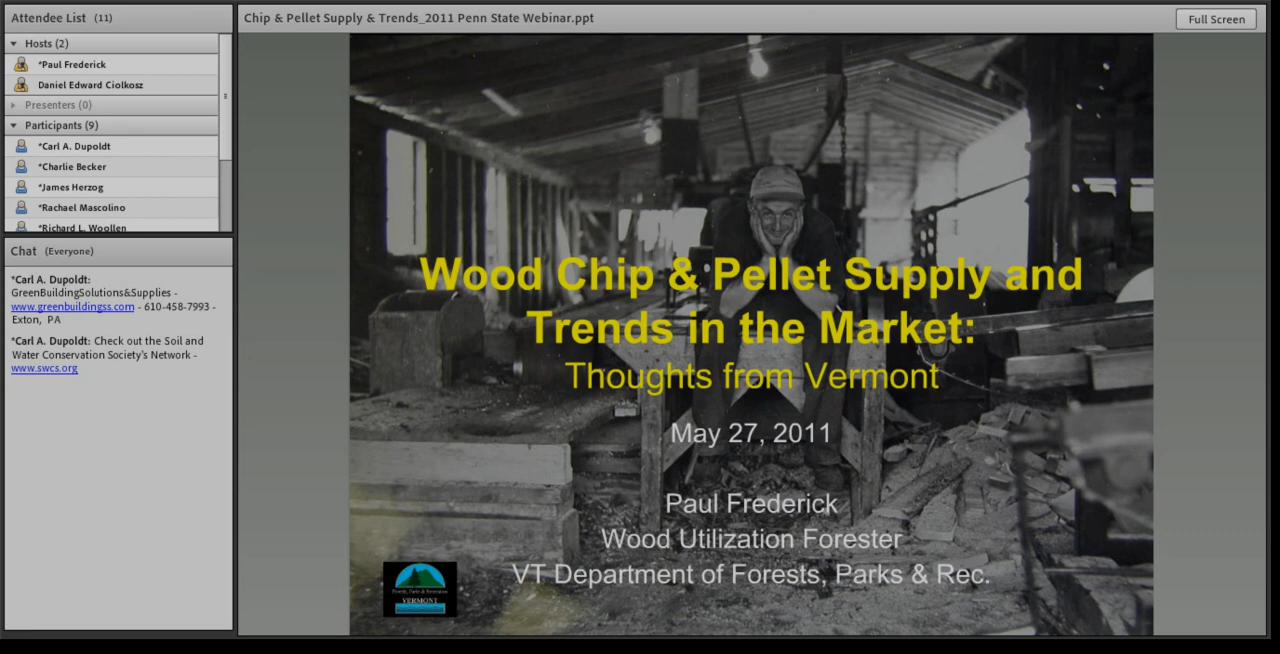 Attendee List (11)
Hosts (2)
*Paul Frederick
Daniel Edward Ciolkosz
Presenters (0)
Participants (9)
*Carl A. Dupoldt
*Charlie Becker
*James Herzog
*Rachael Mascolino
*Richard L. Woollen
Chat (Everyone)
*Carl A. Dupoldt:
GreenBuildingSolutions&Supplies -
www.greenbuildingss.com - 610-458-7993 -
Exton, PA
*Carl A. Dupoldt: Check out the Soil and
Water Conservation Society's Network -
www.swcs.org
Chip & Pellet Supply & Trends_2011 Penn State Webinar.ppt
Full Screen
Wood Chip & Pellet Supply and
Trends in the Market:
Thoughts from Vermont
May 27, 2011
Paul Frederick
Wood Utilization Forester
VT Department of Forests, Parks & Rec.
Forests, Parks & Recreation
VERMONT